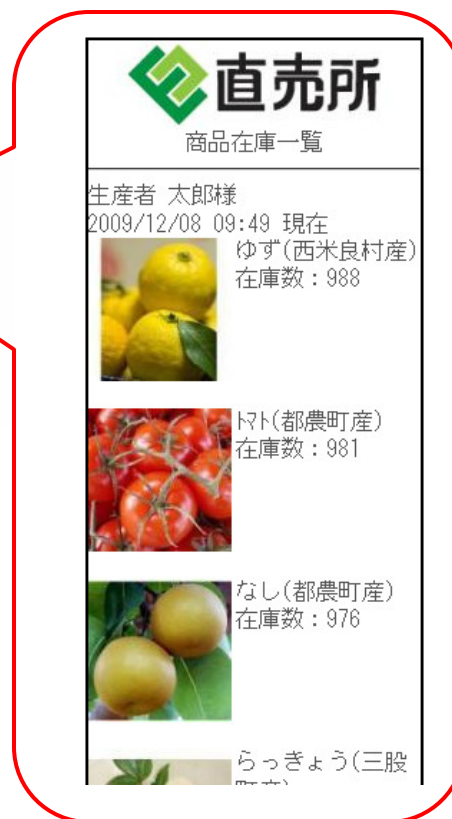 直売所
商品在庫一覧
生産者 太郎様
2009/12/08 09:49 現在
ゆず(西米良村産)
在庫数：988
ﾄﾏﾄ(都農町産)
在庫数：981
なし(都農町産)
在庫数：976
らっきょう(三股